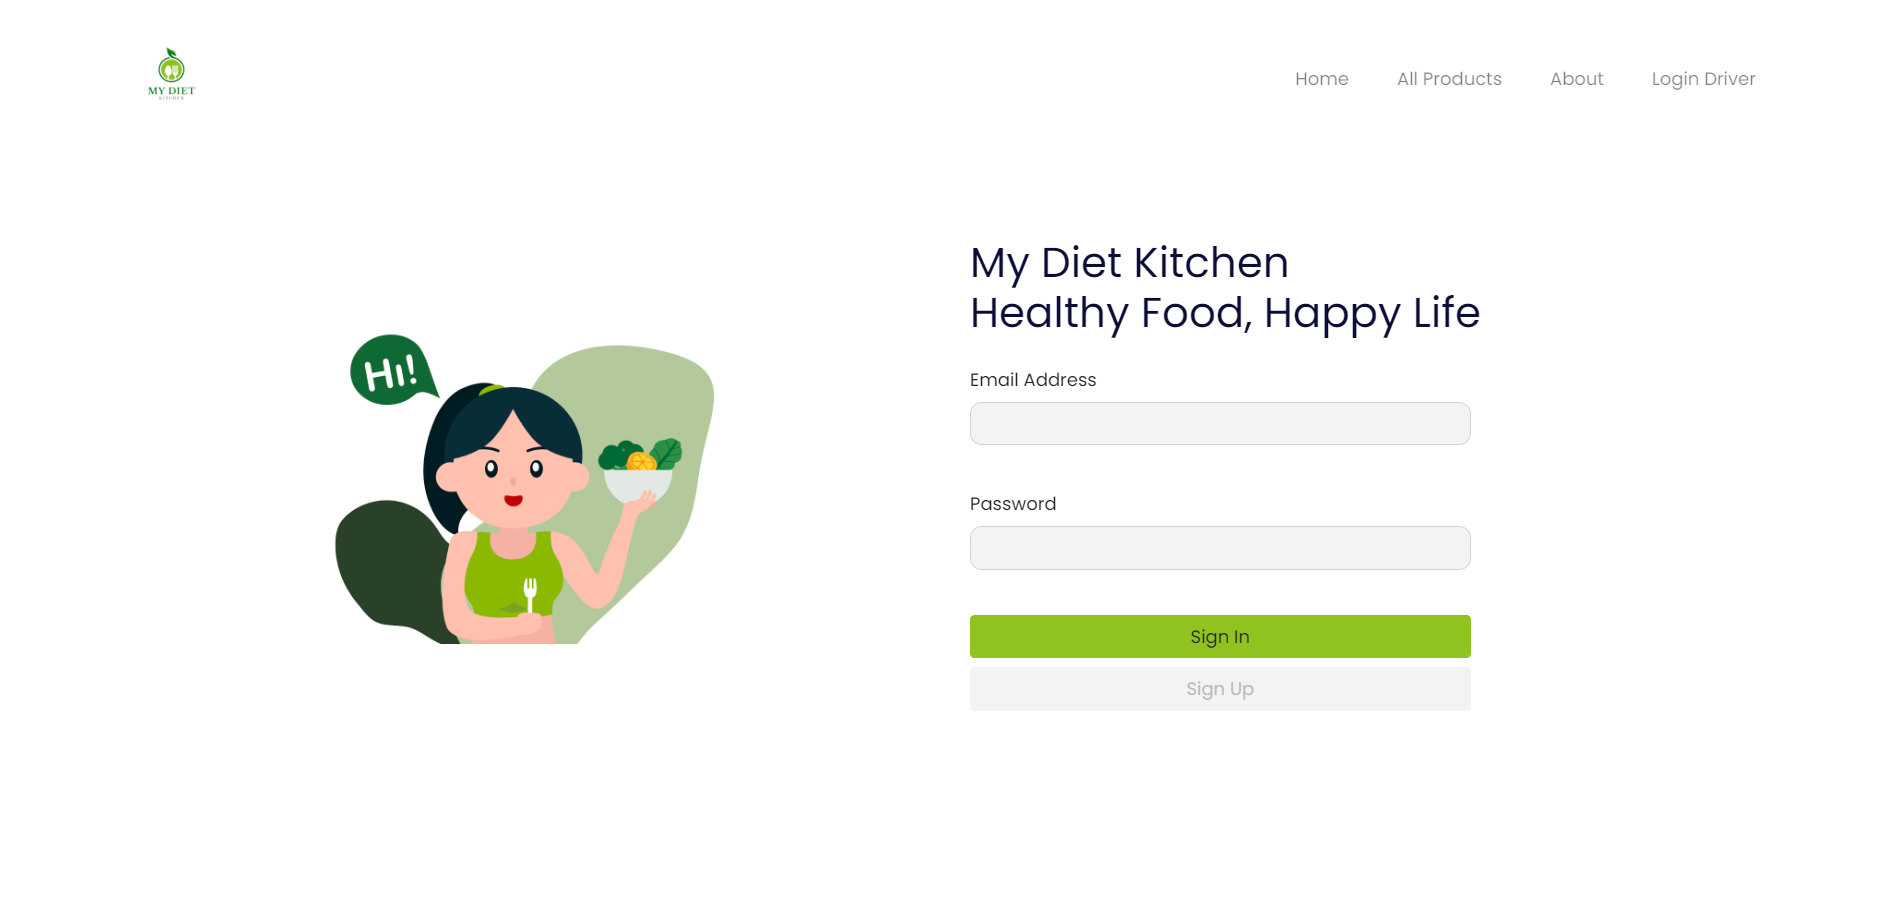 MY DIET
KITCHEN
Home
All Products
About
Login Driver
My Diet Kitchen
Healthy Food, Happy Life
Hi!
Email Address
Password
Sign In
Sign Up